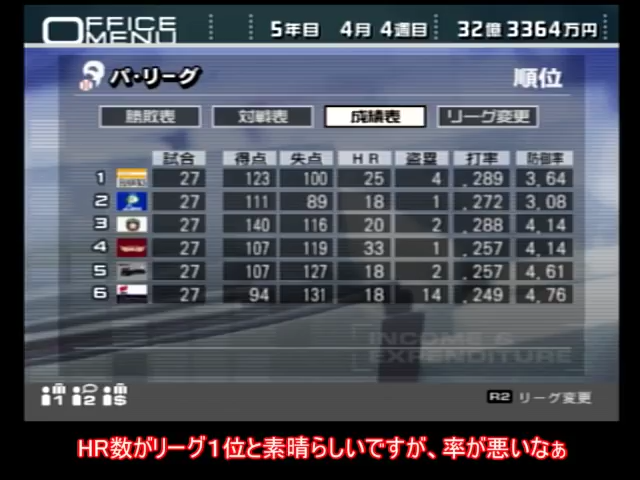 OFFICE MENU 5年目 4月 4週目 32億 3364万円
パ・リーグ 順位
勝敗表 対戦表 成績表 リーグ変更
試合 得点 失点 HR 盗塁 打率 防御率
1 27 123 100 25 4 .289 3.64
2 27 111 89 18 1 .272 3.08
3 27 140 116 20 2 .288 4.14
4 27 107 119 33 1 .257 4.14
5 27 107 127 18 2 .257 4.61
6 27 94 131 18 14 .249 4.76
INCOME &
EXPENDITURE
1 2 S R2 リーグ変更
HR数がリーグ1位と素晴らしいですが、率が悪いなぁ